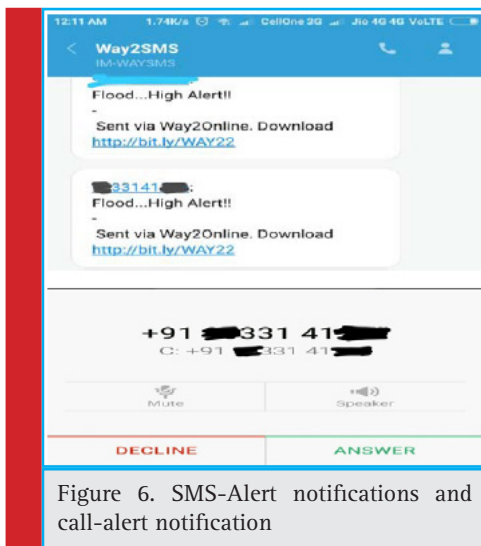 12:11 AM 1.74K/s CellOne 3G Jio 4G 4G VoLTE
Way2SMS
IM-WAYSMS
Flood...High Alert!!
-
Sent via Way2Online. Download
http://bit.ly/WAY22
33141 :
Flood...High Alert!!
-
Sent via Way2Online. Download
http://bit.ly/WAY22
+91 331 41
C: +91 331 41
Mute Speaker
DECLINE ANSWER
Figure 6. SMS-Alert notifications and
call-alert notification